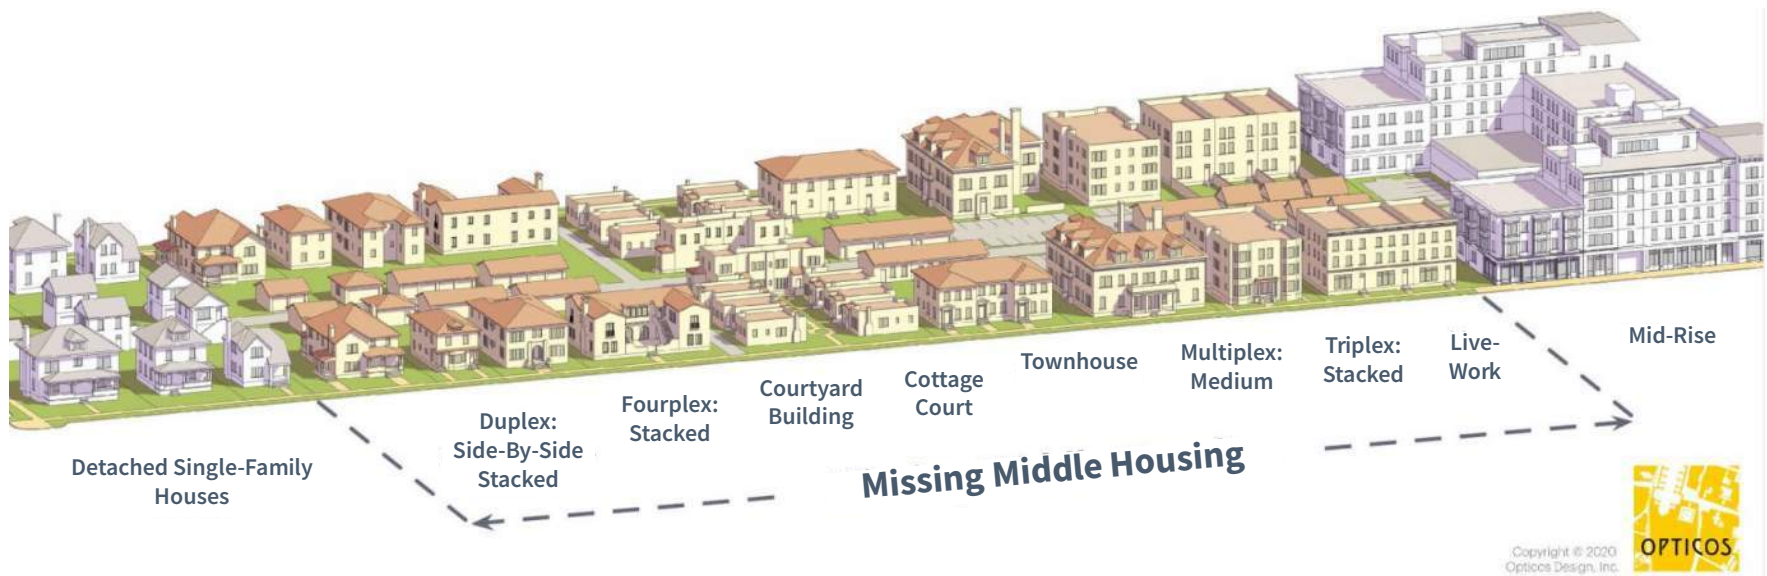 Detached Single-Family
Houses
Duplex:
Side-By-Side
Stacked
Fourplex:
Stacked
Courtyard
Building
Cottage
Court
Townhouse
Multiplex:
Medium
Triplex:
Stacked
Live-
Work
Mid-Rise
Missing Middle Housing
Copyright © 2020
Opticos Design, Inc.
OPTICOS